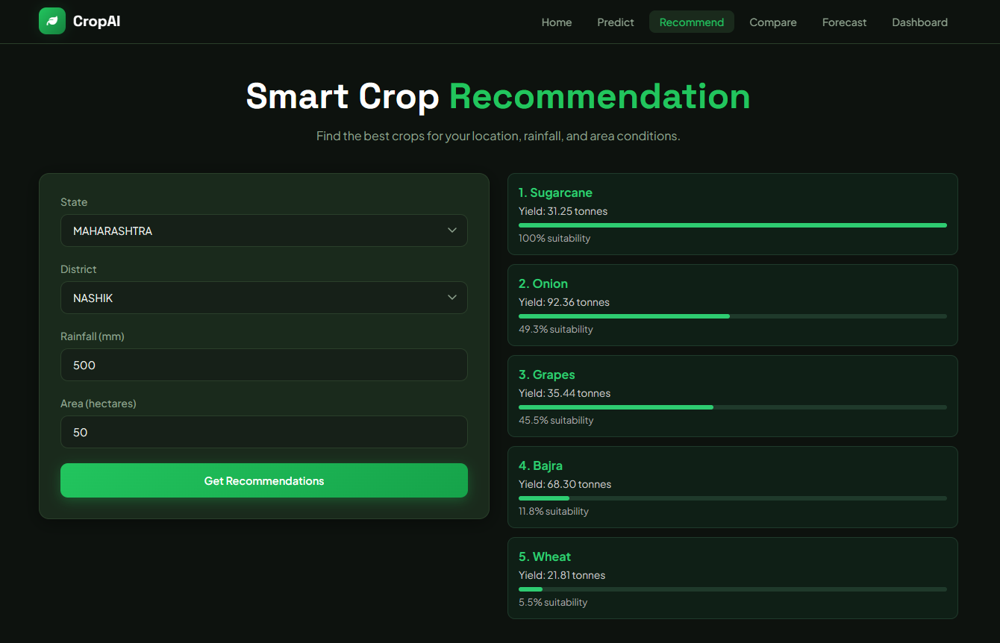 CropAI
Home Predict Recommend Compare Forecast Dashboard
Smart Crop Recommendation
Find the best crops for your location, rainfall, and area conditions.
State
MAHARASHTRA
District
NASHIK
Rainfall (mm)
500
Area (hectares)
50
Get Recommendations
1. Sugarcane
Yield: 31.25 tonnes
100% suitability
2. Onion
Yield: 92.36 tonnes
49.3% suitability
3. Grapes
Yield: 35.44 tonnes
45.5% suitability
4. Bajra
Yield: 68.30 tonnes
11.8% suitability
5. Wheat
Yield: 21.81 tonnes
5.5% suitability